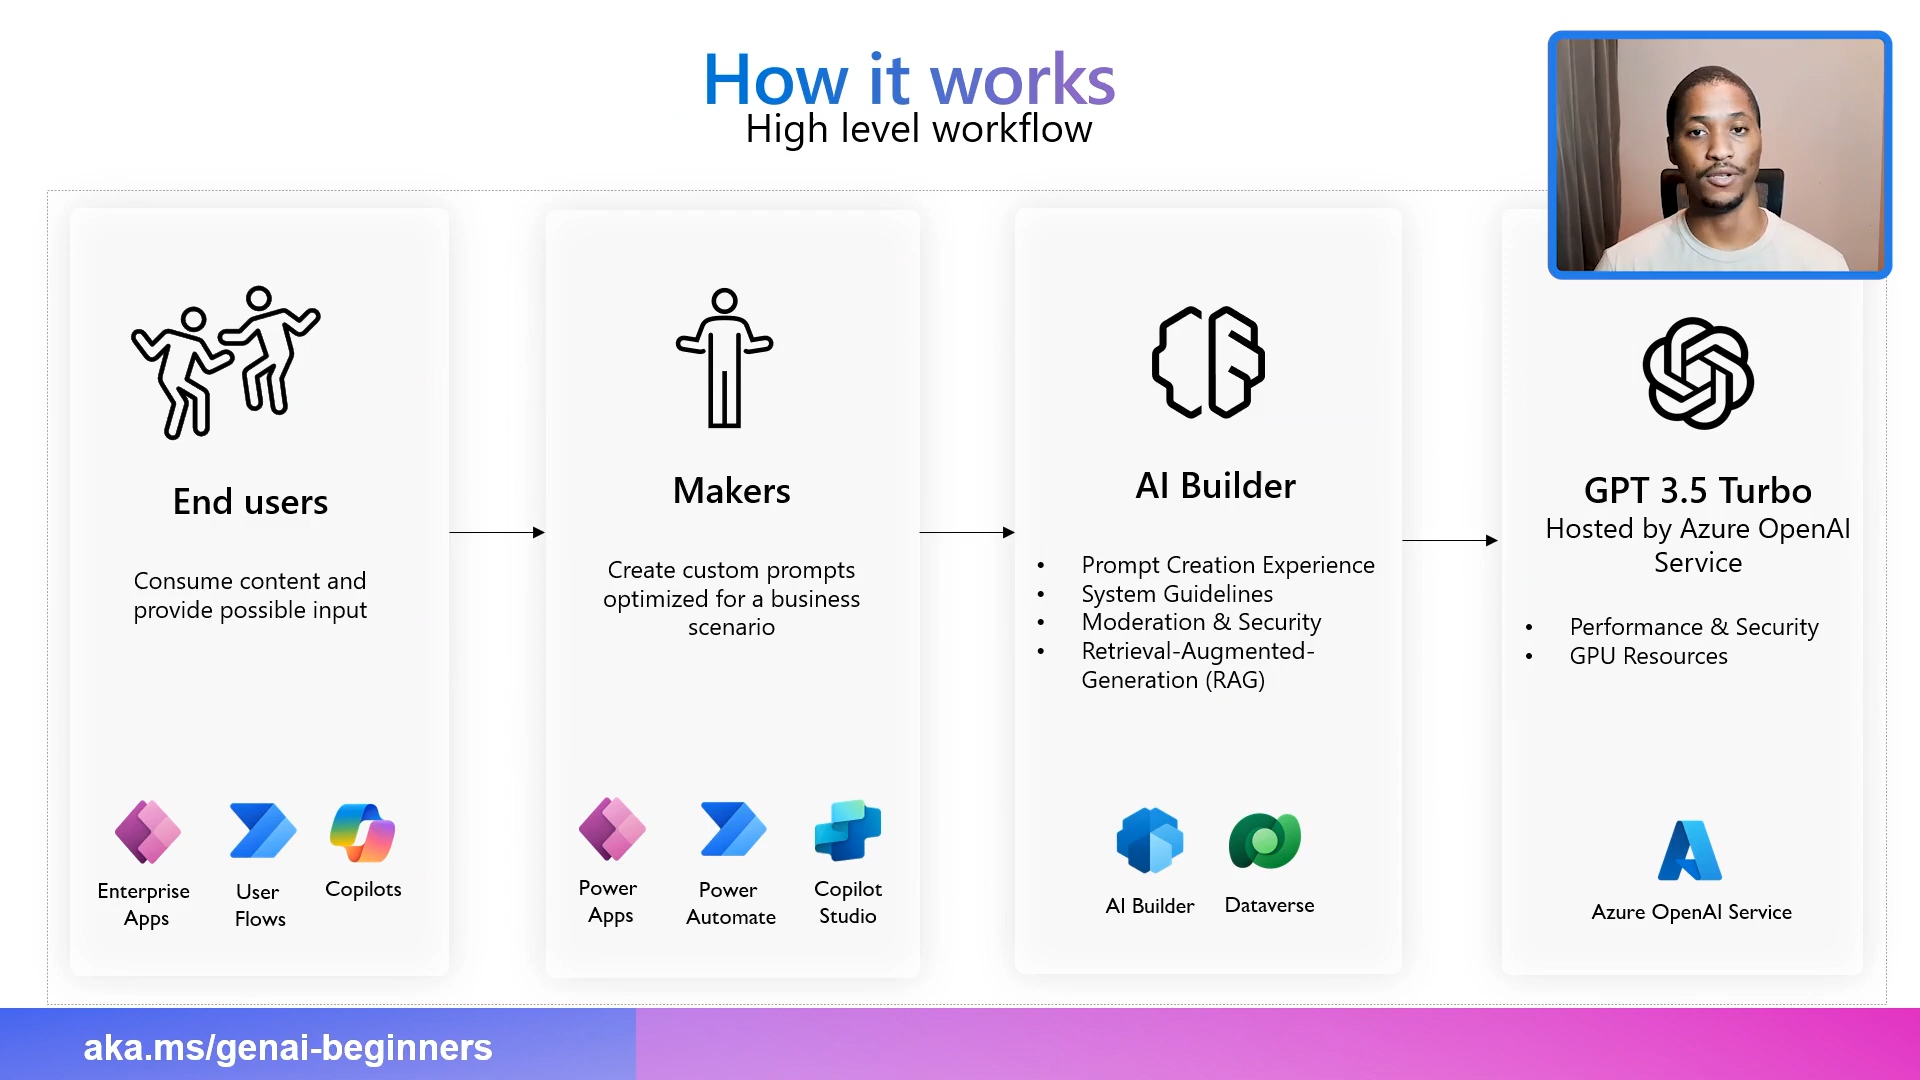 How it works
High level workflow
End users
Consume content and
provide possible input
Enterprise
Apps
User
Flows
Copilots
Makers
Create custom prompts
optimized for a business
scenario
Power
Apps
Power
Automate
Copilot
Studio
AI Builder
• Prompt Creation Experience
• System Guidelines
• Moderation & Security
• Retrieval-Augmented-
Generation (RAG)
AI Builder
Dataverse
GPT 3.5 Turbo
Hosted by Azure OpenAI
Service
• Performance & Security
• GPU Resources
Azure OpenAI Service
aka.ms/genai-beginners